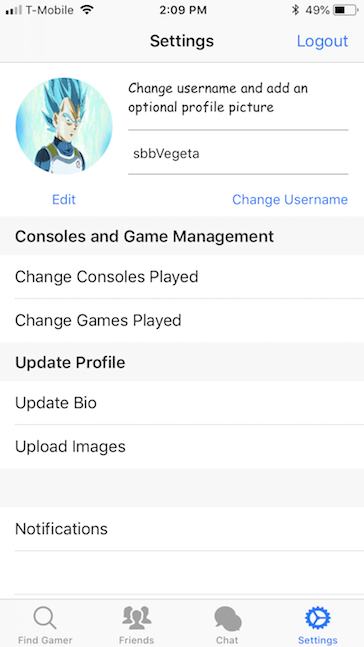 T-Mobile 2:09 PM 49%
Settings Logout
Change username and add an
optional profile picture
sbbVegeta
Edit Change Username
Consoles and Game Management
Change Consoles Played
Change Games Played
Update Profile
Update Bio
Upload Images
Notifications
Find Gamer Friends Chat Settings